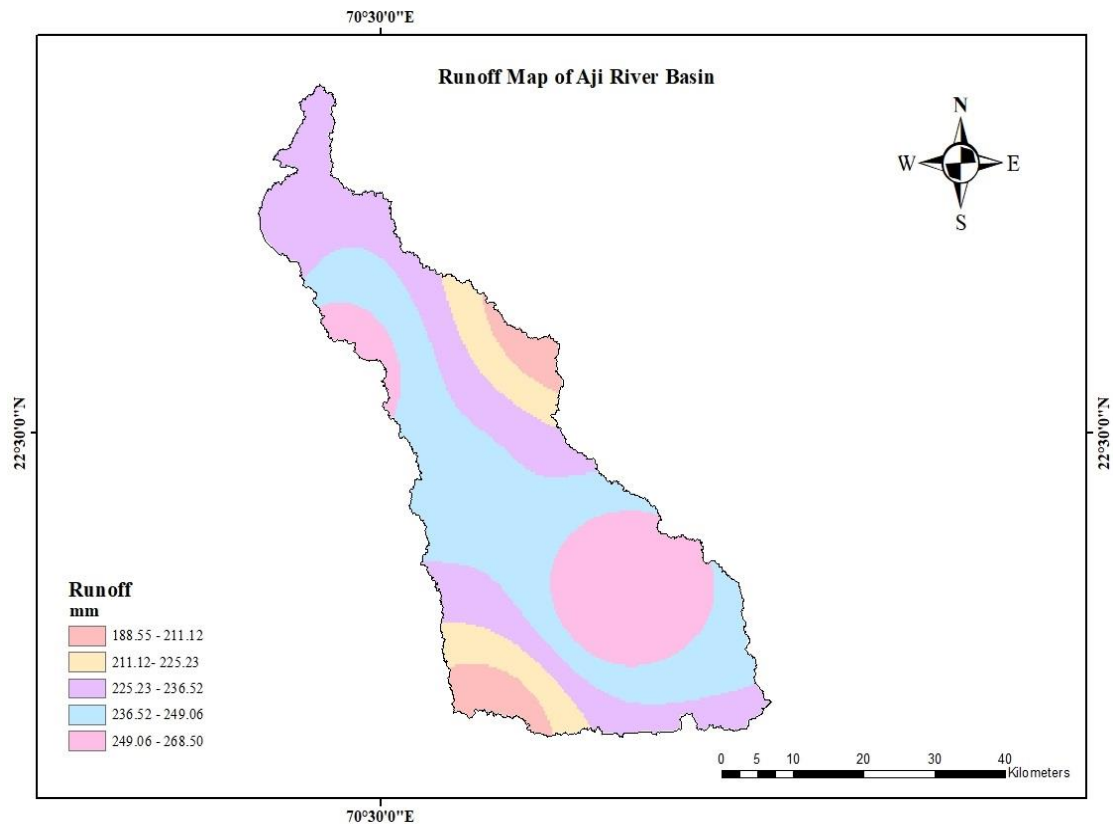 70°30'0"E
Runoff Map of Aji River Basin
N
W E
S
22°30'0"N
22°30'0"N
Runoff
mm
188.55 - 211.12
211.12- 225.23
225.23 - 236.52
236.52 - 249.06
249.06 - 268.50
0 5 10 20 30 40
Kilometers
70°30'0"E